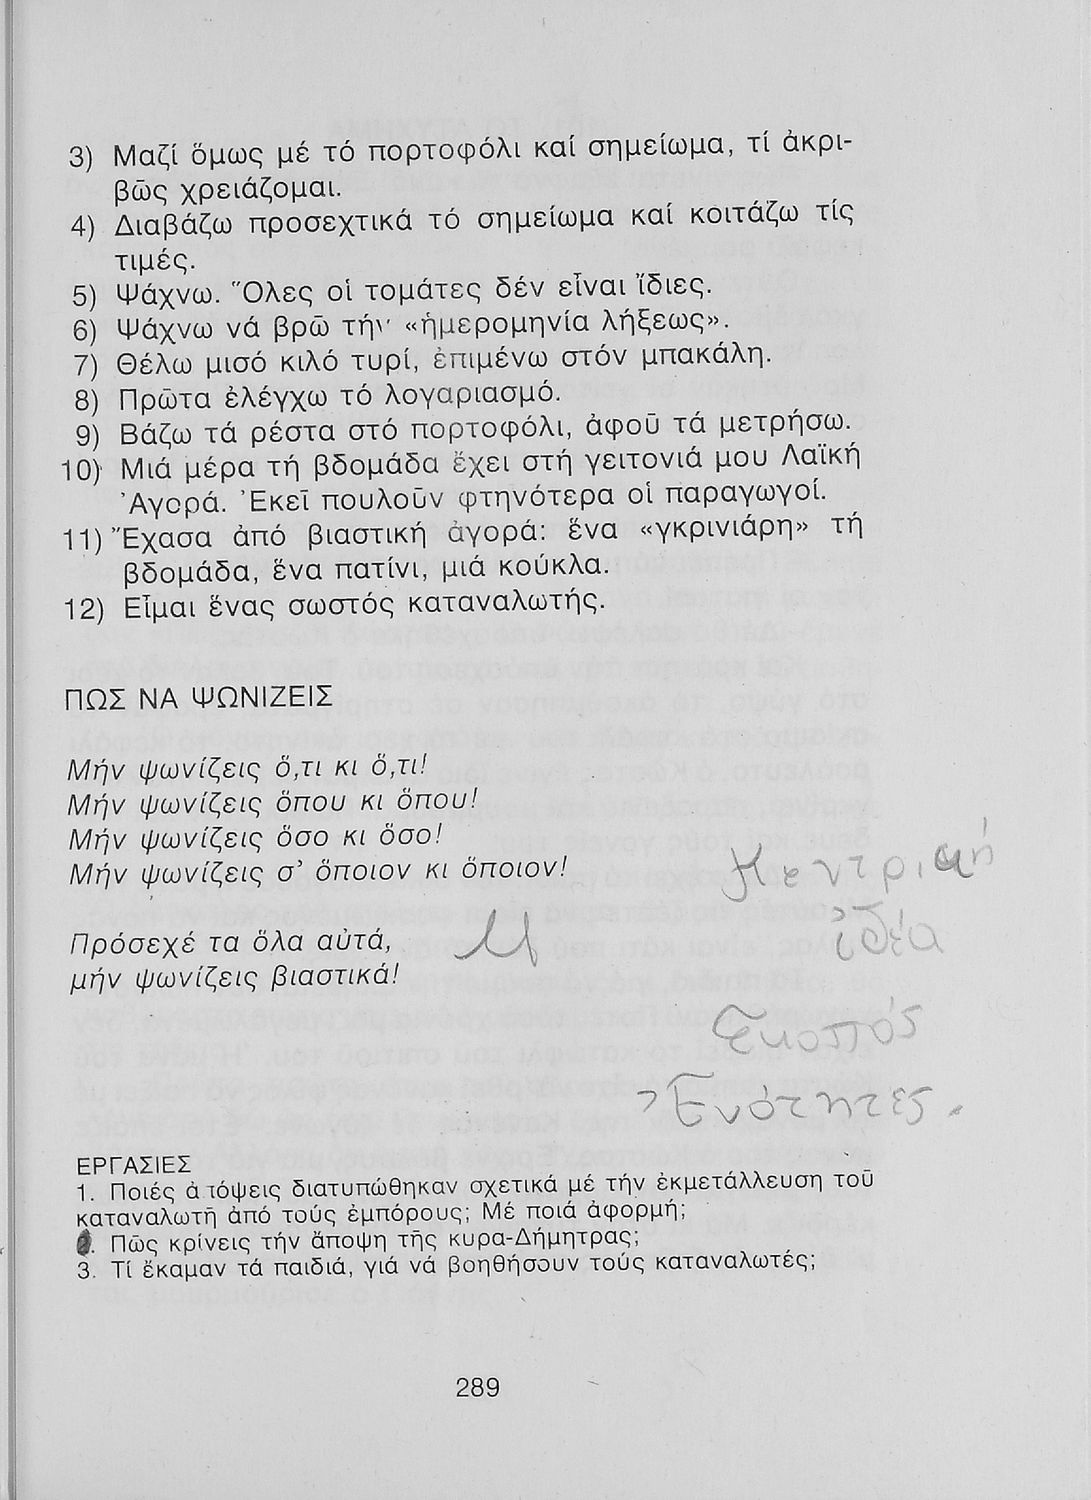 3) Μαζί ὅμως μέ τό πορτοφόλι καί σημείωμα, τί ἀκρι-
βῶς χρειάζομαι.
4) Διαβάζω προσεχτικά τό σημείωμα καί κοιτάζω τίς
τιμές.
5) Ψάχνω. Ὅλες οἱ τομάτες δέν εἶναι ἴδιες.
6) Ψάχνω νά βρῶ τήν «ἡμερομηνία λήξεως».
7) Θέλω μισό κιλό τυρί, ἐπιμένω στόν μπακάλη.
8) Πρῶτα ἐλέγχω τό λογαριασμό.
9) Βάζω τά ρέστα στό πορτοφόλι, ἀφοῦ τά μετρήσω.
10) Μιά μέρα τή βδομάδα ἔχει στή γειτονιά μου Λαϊκή
Ἀγορά. Ἐκεῖ πουλοῦν φτηνότερα οἱ παραγωγοί.
11) Ἔχασα ἀπό βιαστική ἀγορά: ἕνα «γκρινιάρη» τή
βδομάδα, ἕνα πατίνι, μιά κούκλα.
12) Εἶμαι ἕνας σωστός καταναλωτής.
ΠΩΣ ΝΑ ΨΩΝΙΖΕΙΣ
Μήν ψωνίζεις ὅ,τι κι ὅ,τι!
Μήν ψωνίζεις ὅπου κι ὅπου!
Μήν ψωνίζεις ὅσο κι ὅσο!
Μήν ψωνίζεις σ' ὅποιον κι ὅποιον!
Κεντρική
Πρόσεχέ τα ὅλα αὐτά,
ἰδέα
μήν ψωνίζεις βιαστικά!
Σκοπός
Ἐνότητες.
ΕΡΓΑΣΙΕΣ
1. Ποιές ἀπόψεις διατυπώθηκαν σχετικά μέ τήν ἐκμετάλλευση τοῦ
καταναλωτῆ ἀπό τούς ἐμπόρους; Μέ ποιά ἀφορμή;
. Πῶς κρίνεις τήν ἄποψη τῆς κυρα-Δήμητρας;
3. Τί ἔκαμαν τά παιδιά, γιά νά βοηθήσουν τούς καταναλωτές;
289